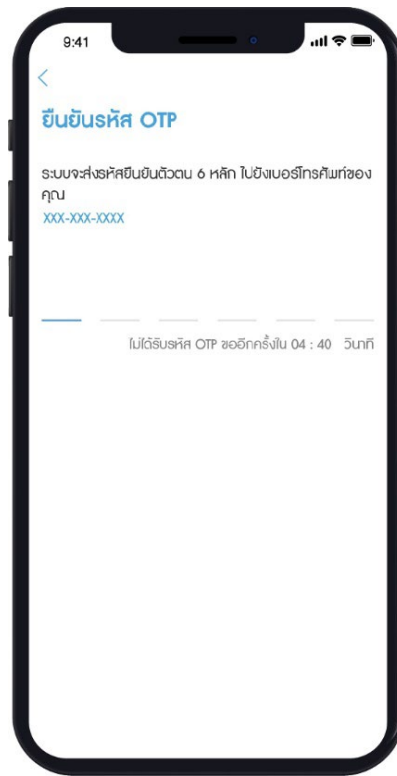 9:41
ยืนยันรหัส OTP
ระบบจะส่งรหัสยืนยันตัวตน 6 หลัก ไปยังเบอร์โทรศัพท์ของ
คุณ
XXX-XXX-XXXX
ไม่ได้รับรหัส OTP ขออีกครั้งใน 04 : 40 วินาที